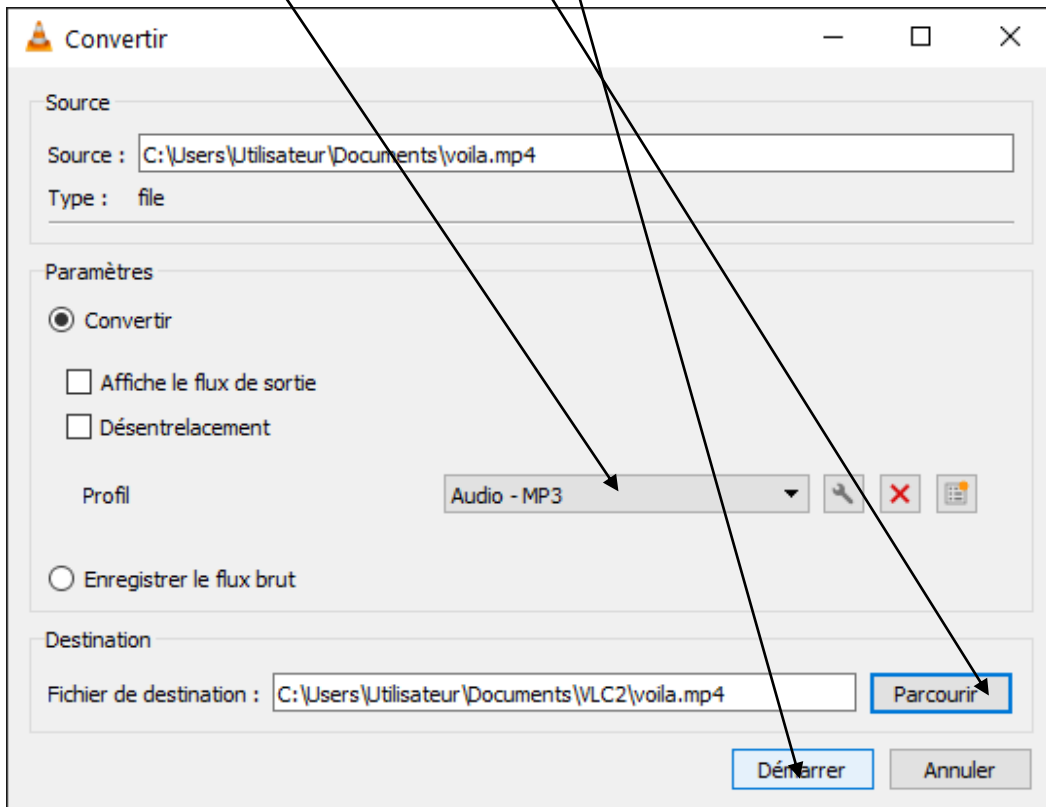 Convertir
Source
Source : C:\Users\Utilisateur\Documents\voila.mp4
Type : file
Paramètres
Convertir
Affiche le flux de sortie
Désentrelacement
Profil Audio - MP3
Enregistrer le flux brut
Destination
Fichier de destination : C:\Users\Utilisateur\Documents\VLC2\voila.mp4 Parcourir
Démarrer Annuler